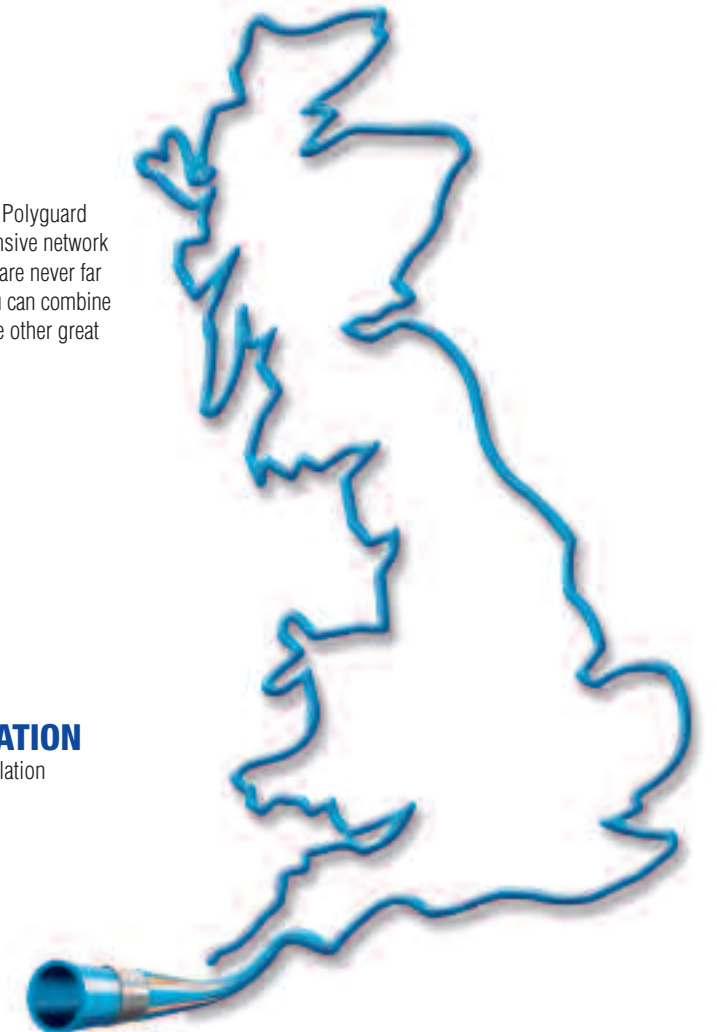 Polyguard
nsive network
are never far
can combine
e other great
ATION
lation